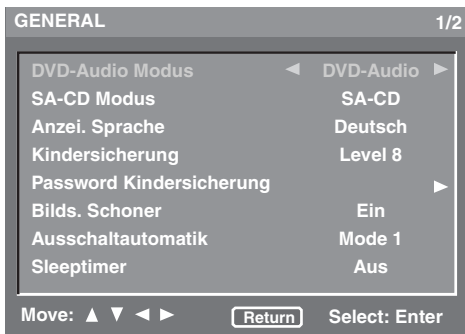 GENERAL 1/2
DVD-Audio Modus ◄ DVD-Audio ►
SA-CD Modus SA-CD
Anzei. Sprache Deutsch
Kindersicherung Level 8
Password Kindersicherung ►
Bilds. Schoner Ein
Ausschaltautomatik Mode 1
Sleeptimer Aus
Move: ▲ ▼ ◄ ► Return Select: Enter